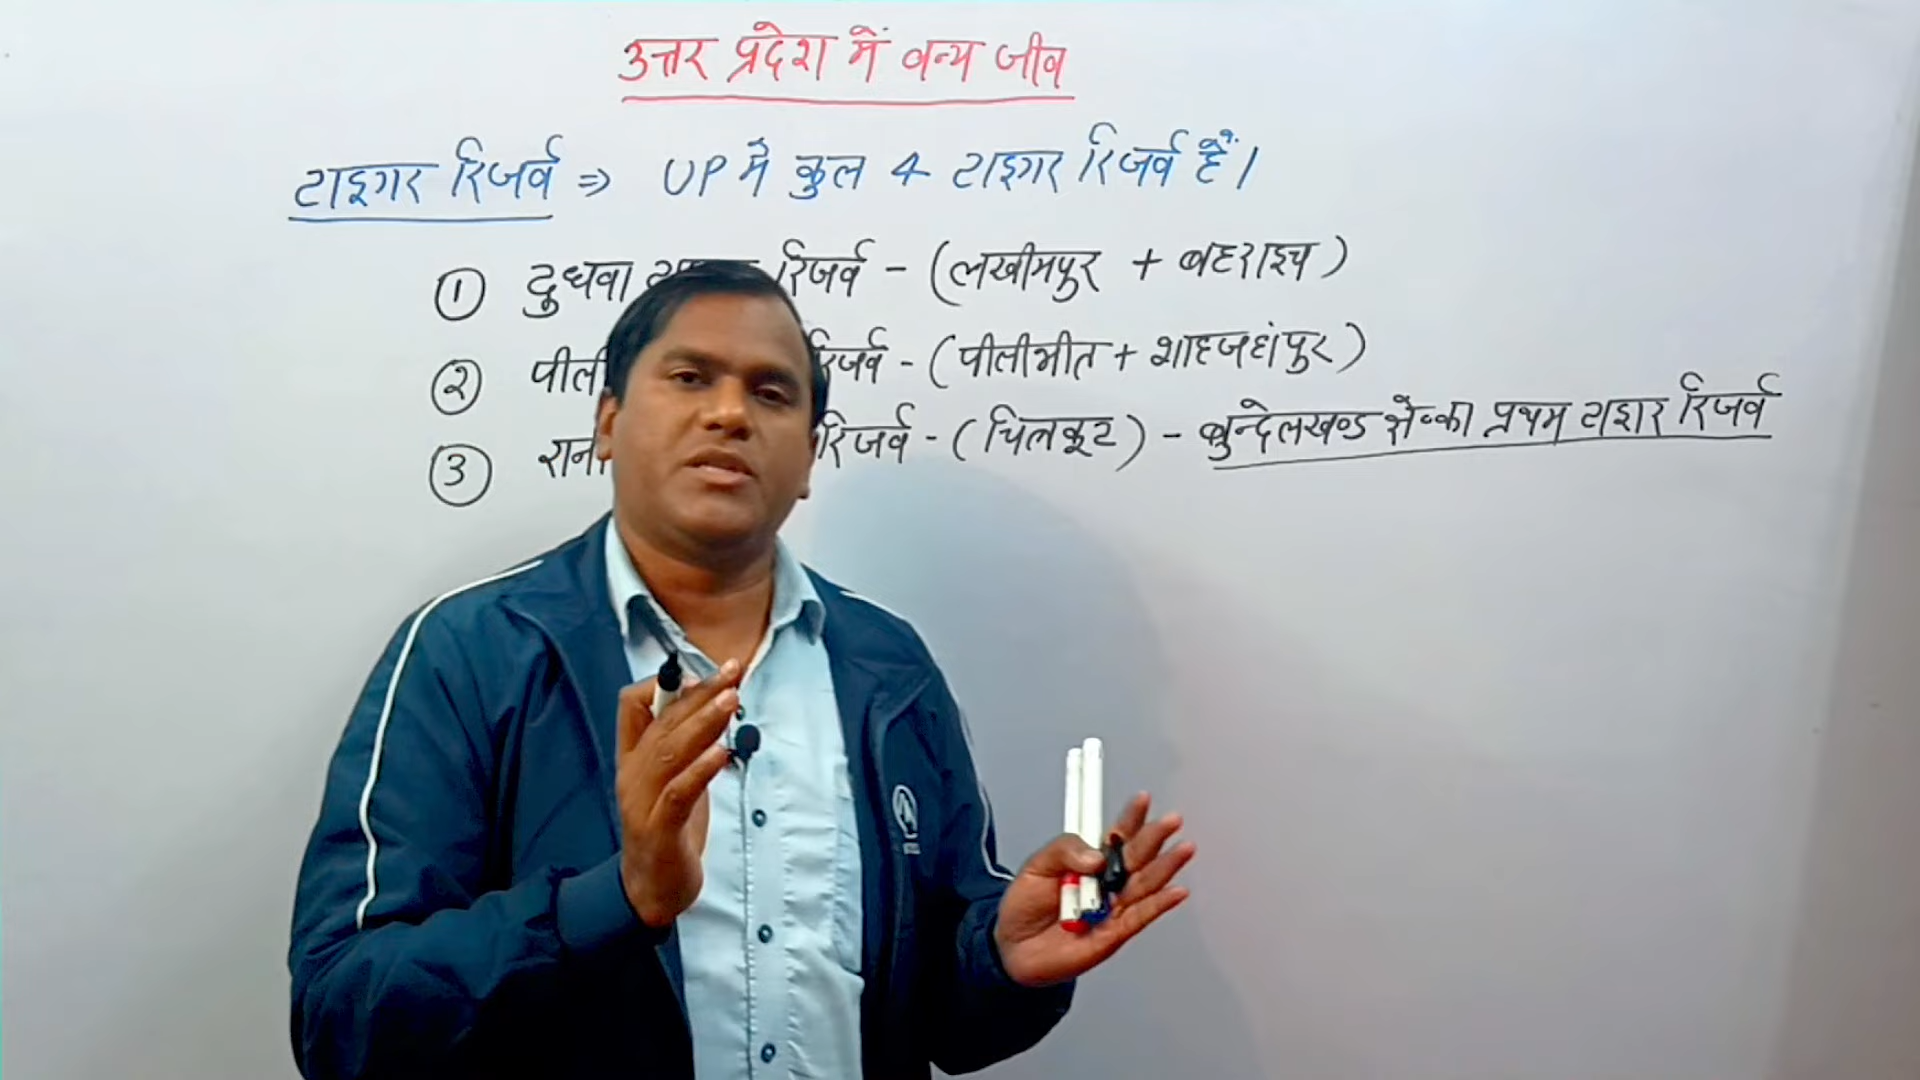 उत्तर प्रदेश में वन्य जीव
टाइगर रिजर्व ⇒ UP में कुल 4 टाइगर रिजर्व हैं।
① दुधवा रिजर्व - (लखीमपुर + बहराइच)
② रिजर्व - (पीलीभीत + शाहजहांपुर)
③ रिजर्व - (चित्रकूट) - बुन्देलखण्ड क्षेत्र का प्रथम टाइगर रिजर्व